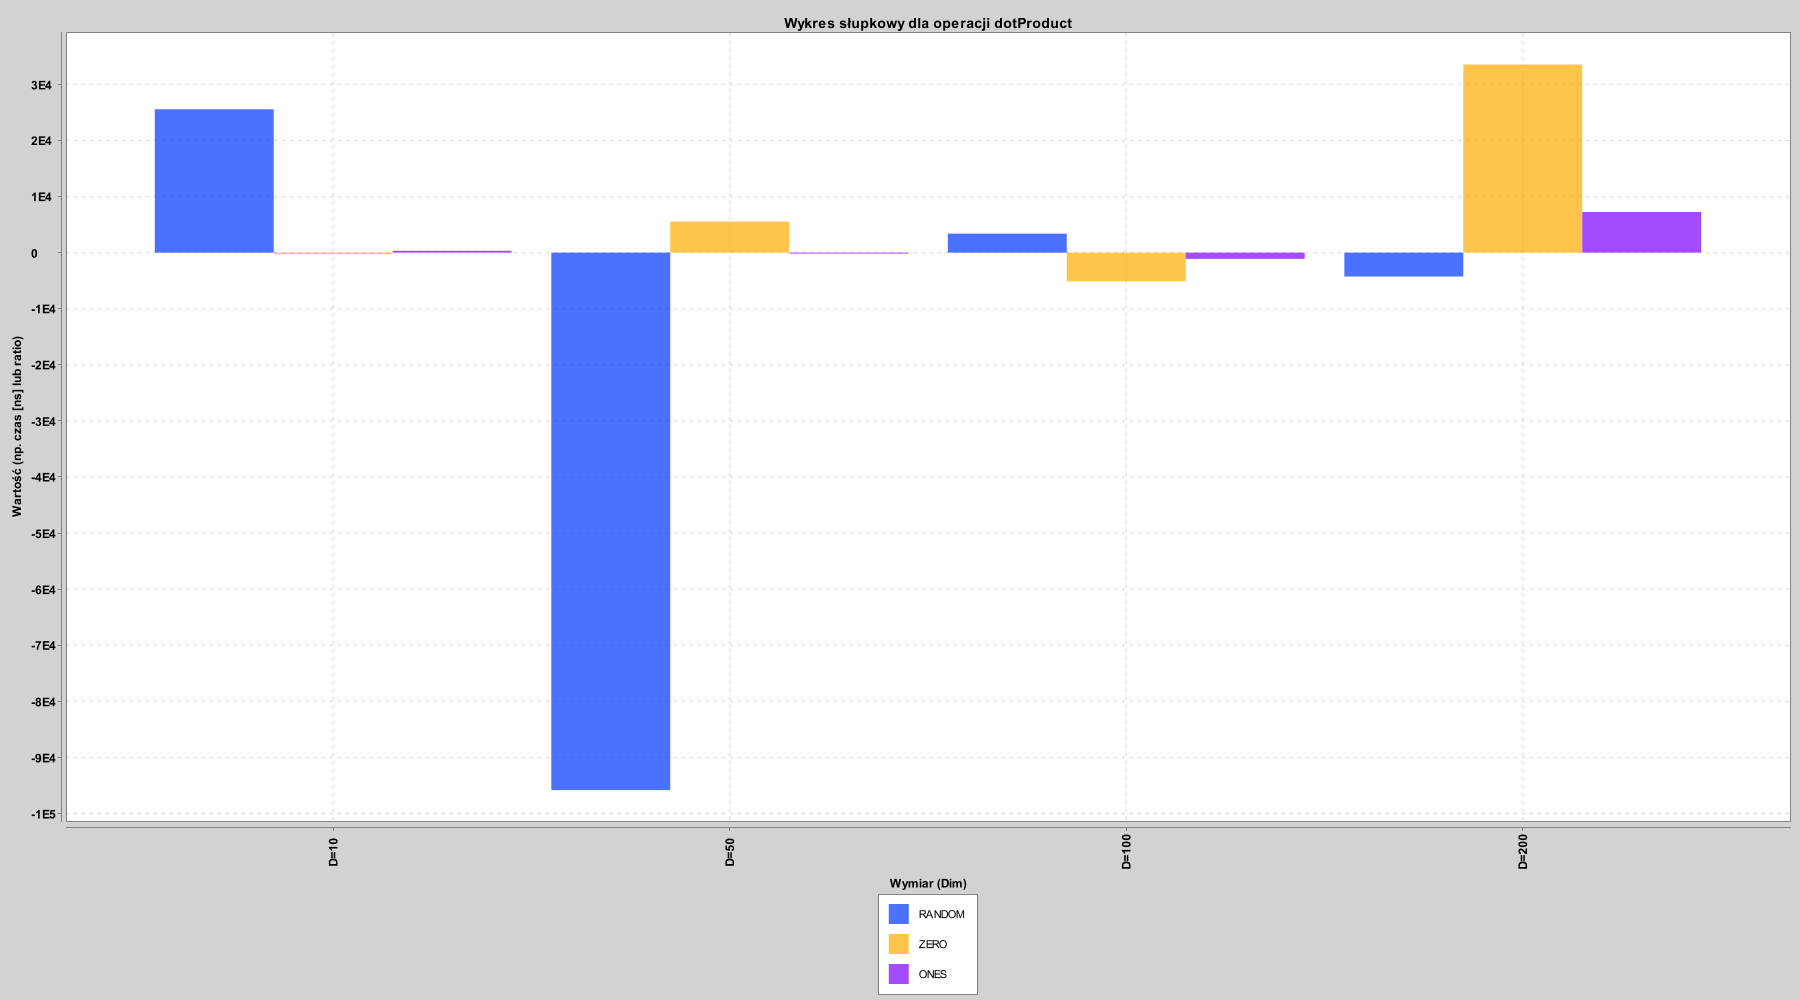 Wykres słupkowy dla operacji dotProduct
3E4
2E4
1E4
0
-1E4
-2E4
-3E4
-4E4
-5E4
-6E4
-7E4
-8E4
-9E4
-1E5
Wartość (np. czas [ns] lub ratio)
D=10
D=50
D=100
D=200
Wymiar (Dim)
RANDOM
ZERO
ONES